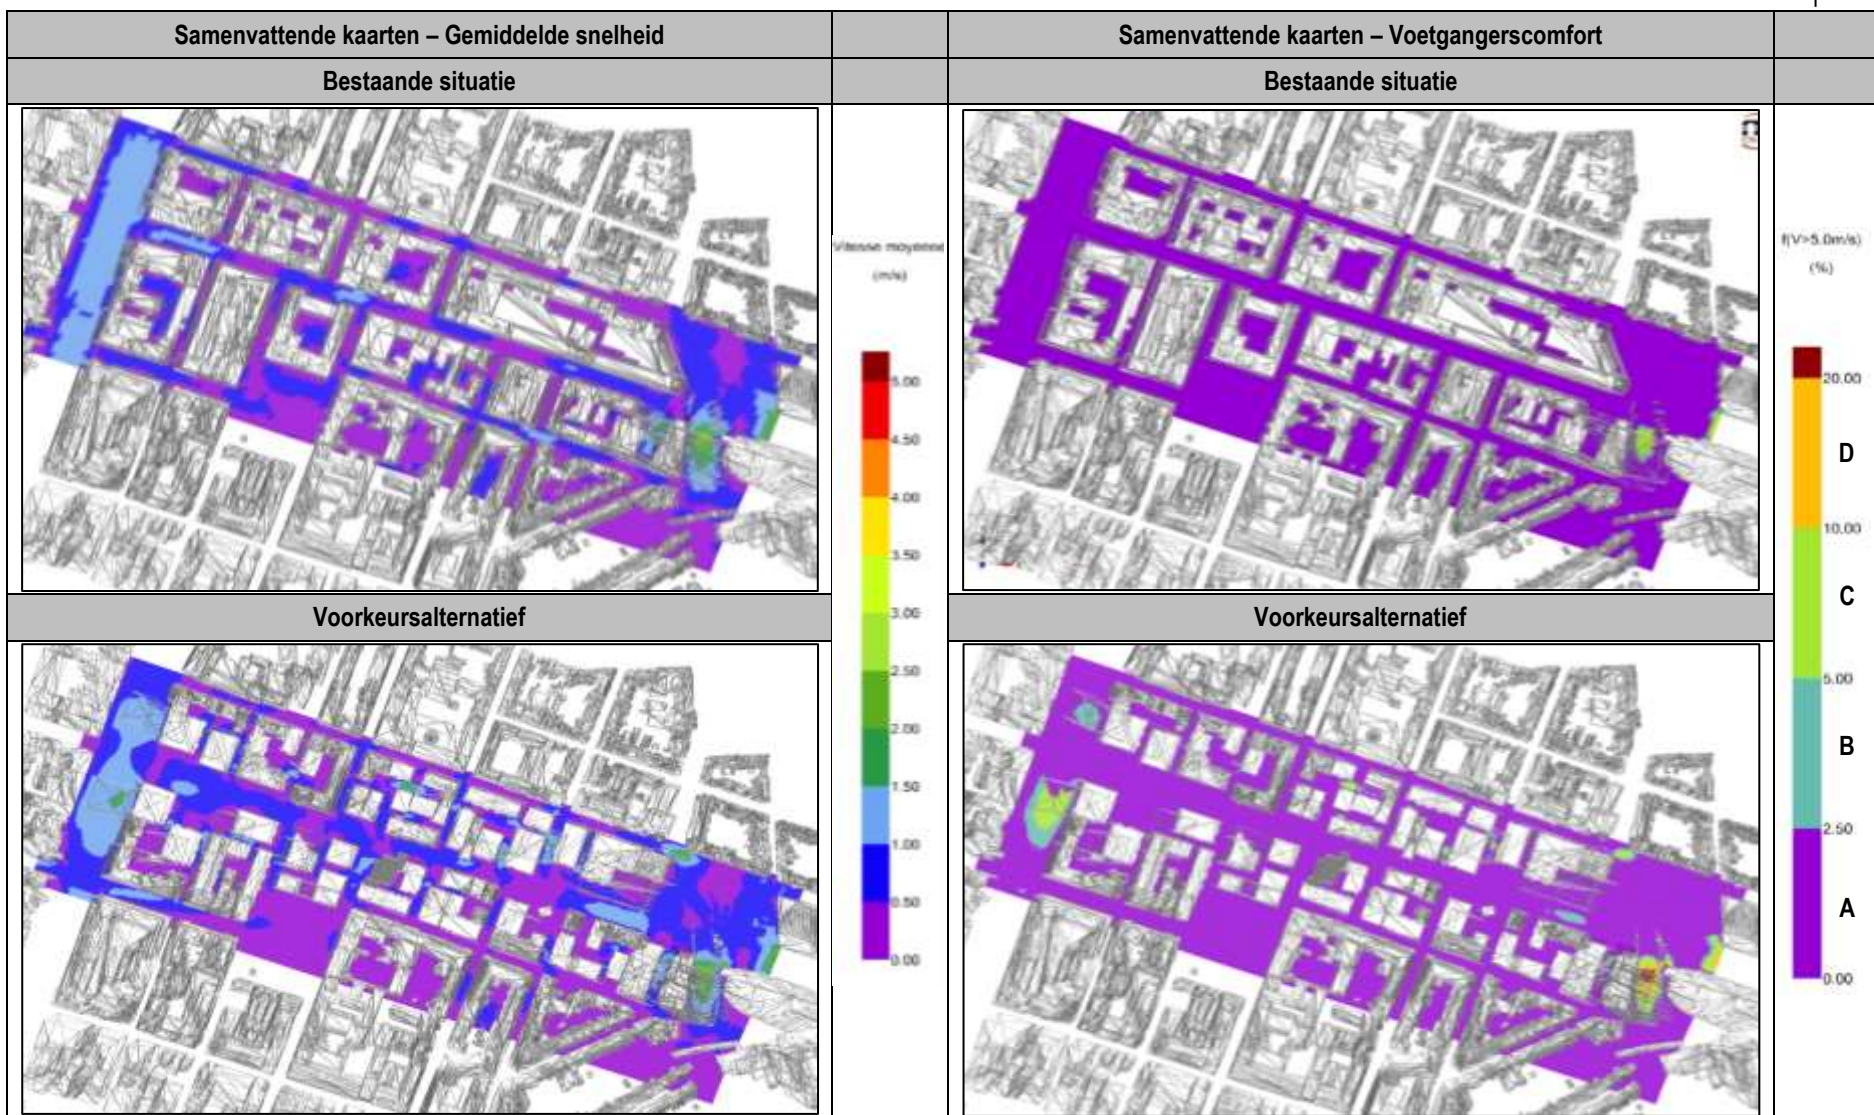 Samenvattende kaarten – Gemiddelde snelheid
Samenvattende kaarten – Voetgangerscomfort
Bestaande situatie
Bestaande situatie
Vitesse moyenne
(m/s)
5.00
4.50
4.00
3.50
3.00
2.50
2.00
1.50
1.00
0.50
0.00
f(V>5.0m/s)
(%)
20.00
D
10.00
C
5.00
B
2.50
A
0.00
Voorkeursalternatief
Voorkeursalternatief